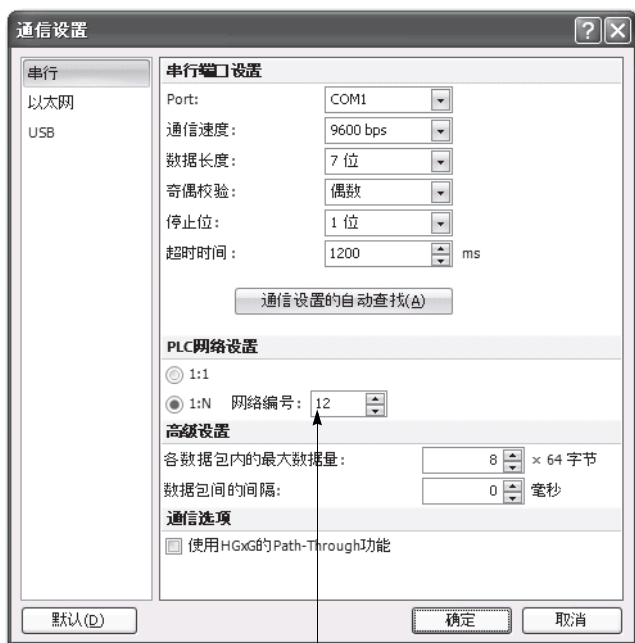 通信设置
串行
以太网
USB
串行端口设置
Port: COM1
通信速度: 9600 bps
数据长度: 7 位
奇偶校验: 偶数
停止位: 1 位
超时时间: 1200 ms
通信设置的自动查找(A)
PLC网络设置
1:1
1:N 网络编号: 12
高级设置
各数据包内的最大数据量: 8 × 64 字节
数据包间的间隔: 0 毫秒
通信选项
使用HGxG的Path-Through功能
默认(D) 确定 取消